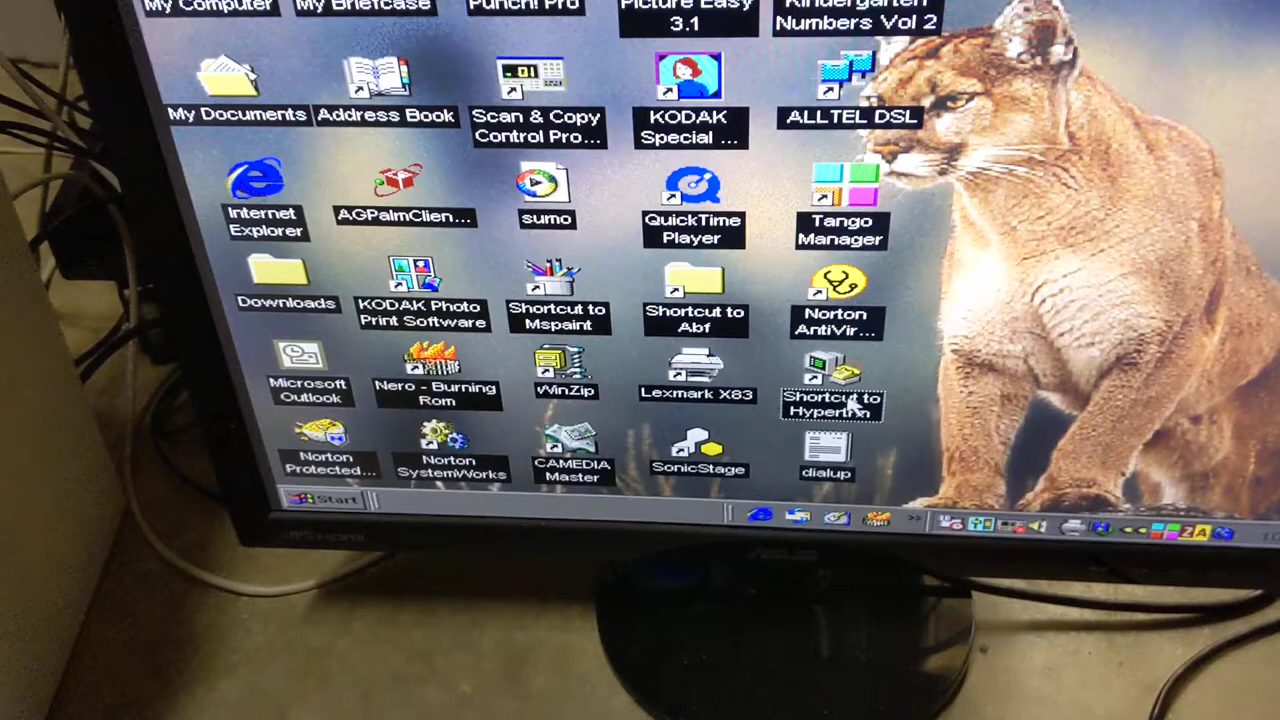 My Computer
My Briefcase
Punch! Pro
Picture Easy
3.1
Kindergarten
Numbers Vol 2
My Documents
Address Book
Scan & Copy
Control Pro...
KODAK
Special ...
ALLTEL DSL
Internet
Explorer
AGPalmClien...
sumo
QuickTime
Player
Tango
Manager
Downloads
KODAK Photo
Print Software
Shortcut to
Mspaint
Shortcut to
Abf
Norton
AntiVir...
Microsoft
Outlook
Nero - Burning
Rom
WinZip
Lexmark X83
Shortcut to
Norton
Protected...
Norton
SystemWorks
CAMEDIA
Master
SonicStage
dialup
Start
ZA
ASUS